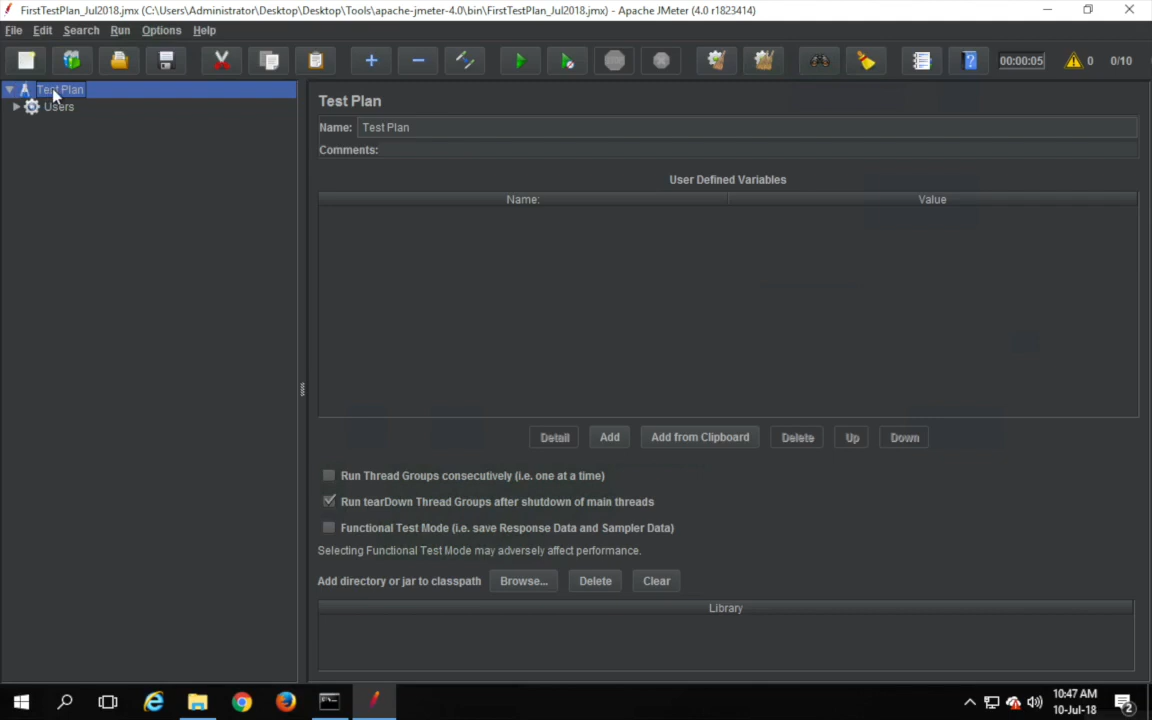 FirstTestPlan_Jul2018.jmx (C:\Users\Administrator\Desktop\Desktop\Tools\apache-jmeter-4.0\bin\FirstTestPlan_Jul2018.jmx) - Apache JMeter (4.0 r1823414)
File Edit Search Run Options Help
00:00:05 0 0/10
Test Plan
Users
Test Plan
Name: Test Plan
Comments:
User Defined Variables
Name: Value
Detail Add Add from Clipboard Delete Up Down
Run Thread Groups consecutively (i.e. one at a time)
Run tearDown Thread Groups after shutdown of main threads
Functional Test Mode (i.e. save Response Data and Sampler Data)
Selecting Functional Test Mode may adversely affect performance.
Add directory or jar to classpath Browse... Delete Clear
Library
10:47 AM
10-Jul-18
2